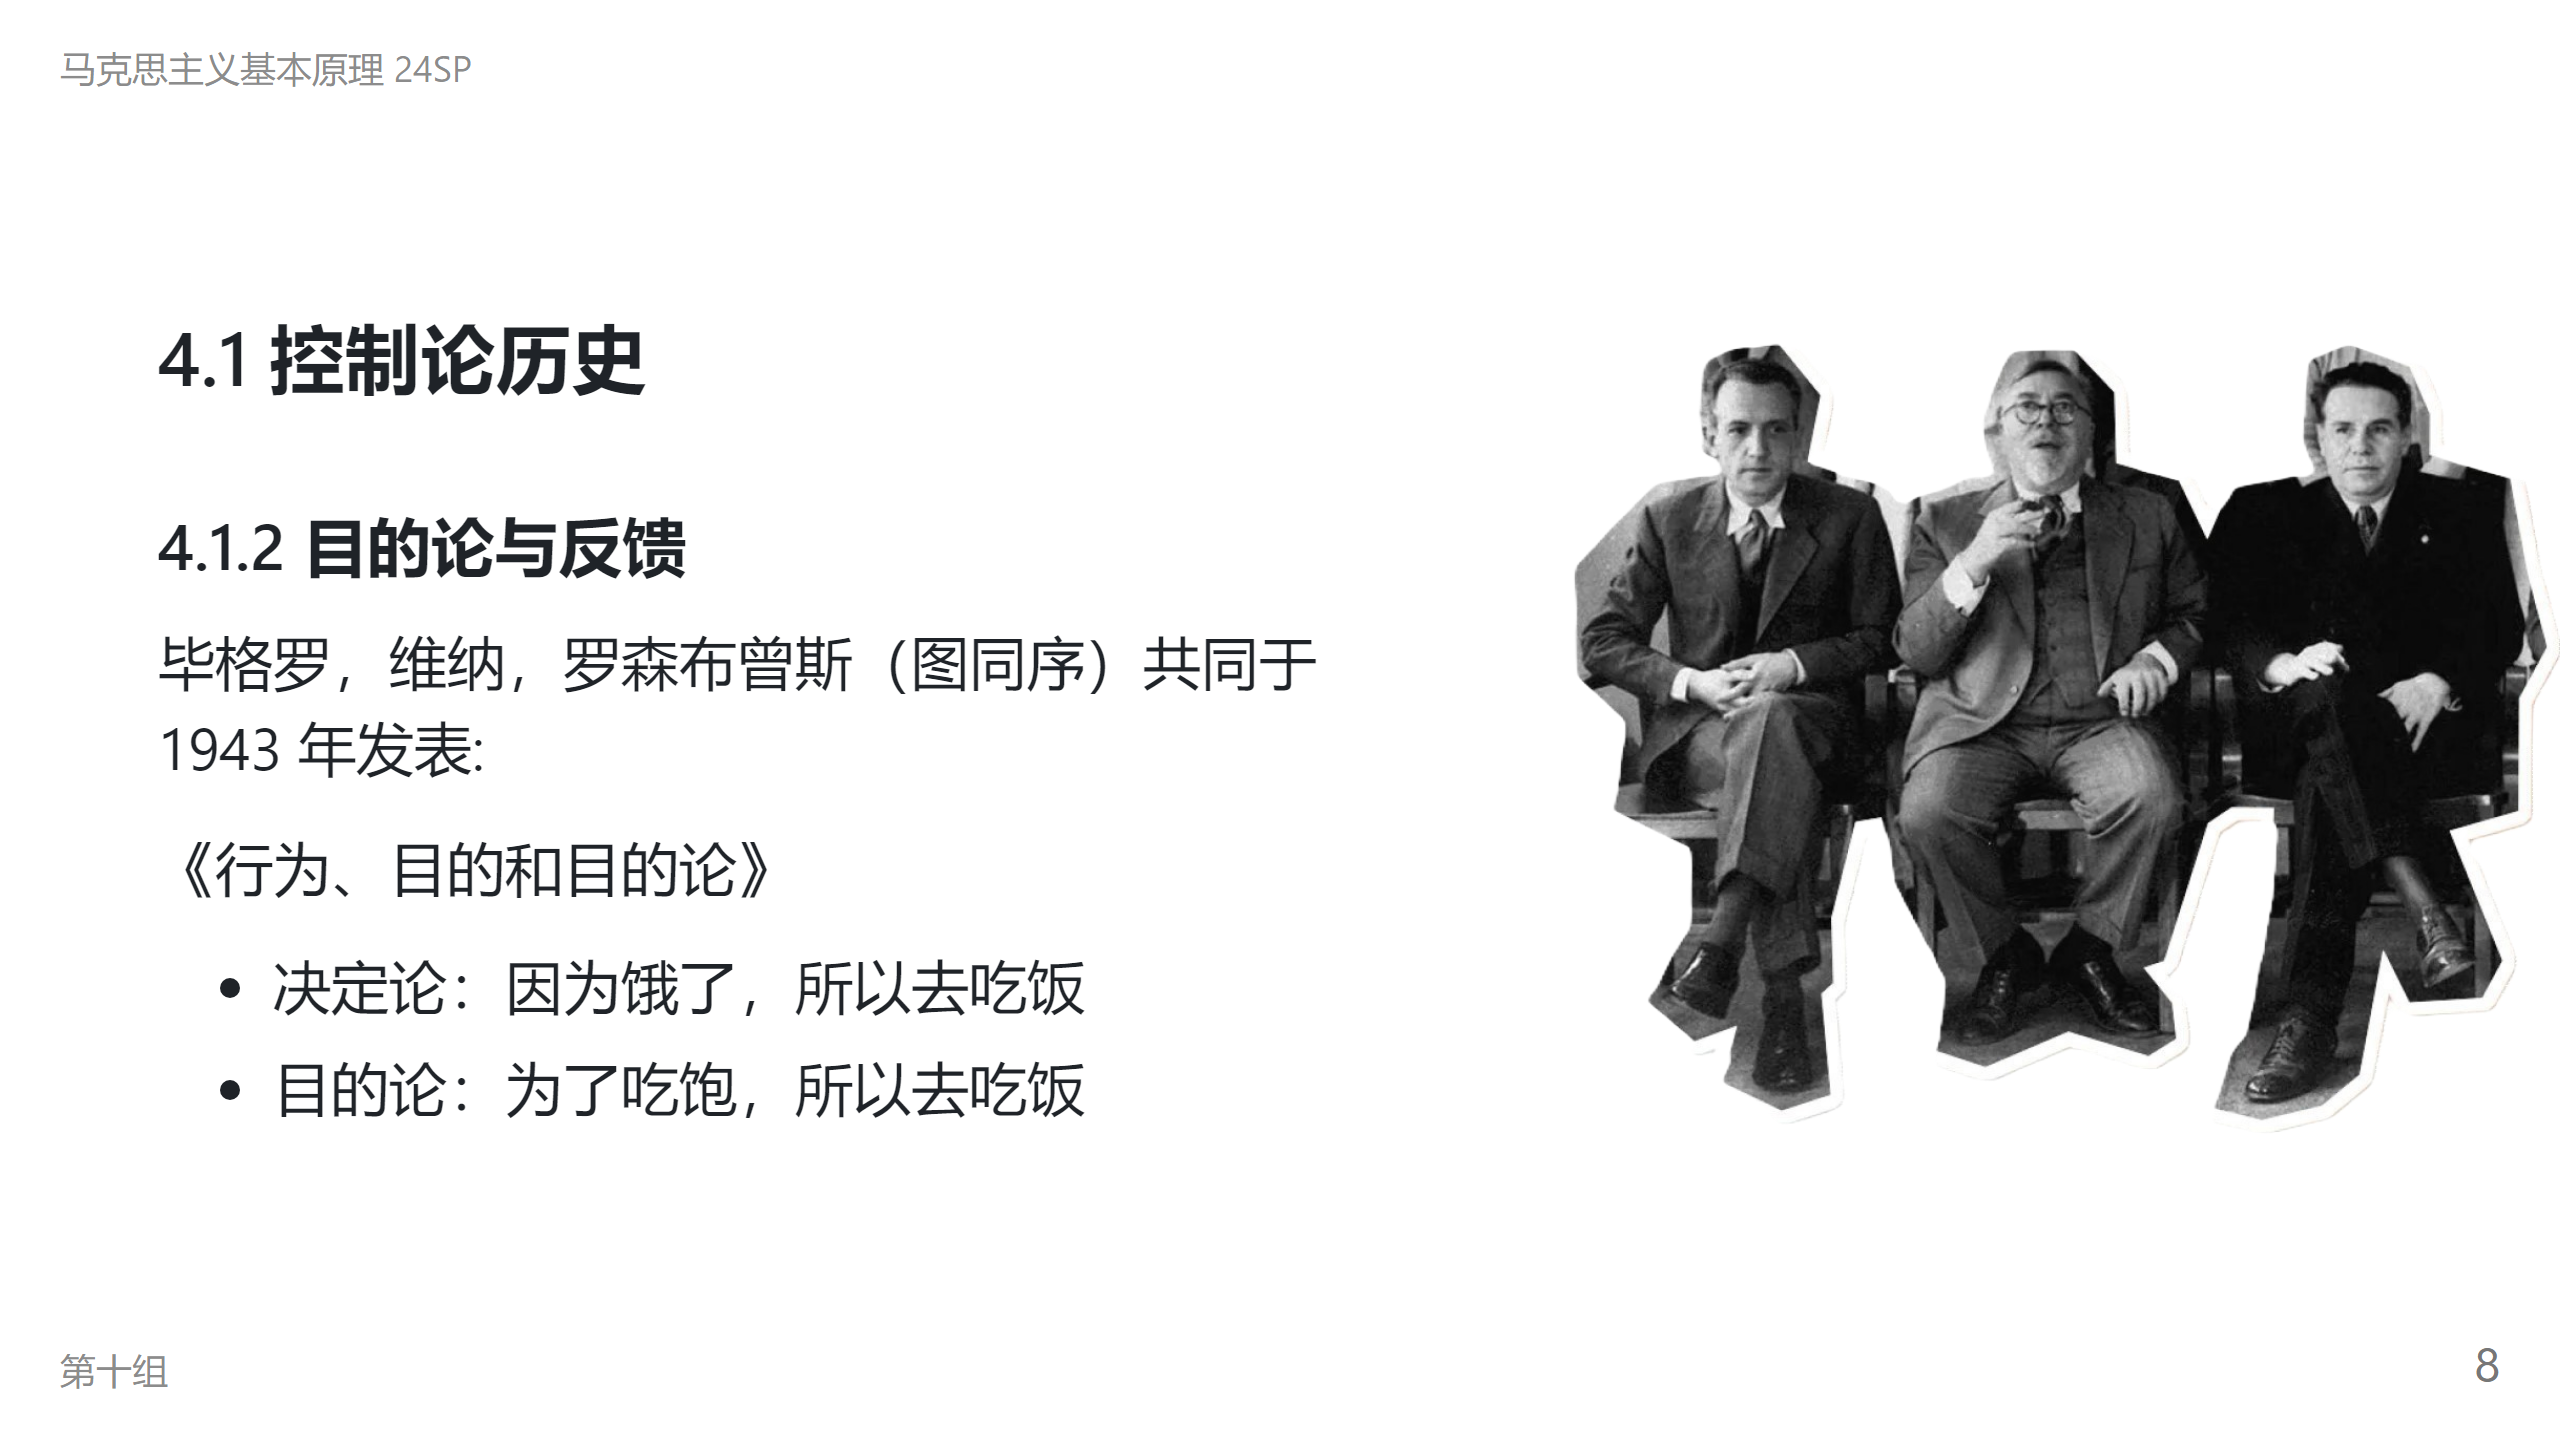 马克思主义基本原理 24SP
4.1 控制论历史
4.1.2 目的论与反馈
毕格罗，维纳，罗森布曾斯（图同序）共同于
1943 年发表:
《行为、目的和目的论》
• 决定论：因为饿了，所以去吃饭
• 目的论：为了吃饱，所以去吃饭
第十组
8